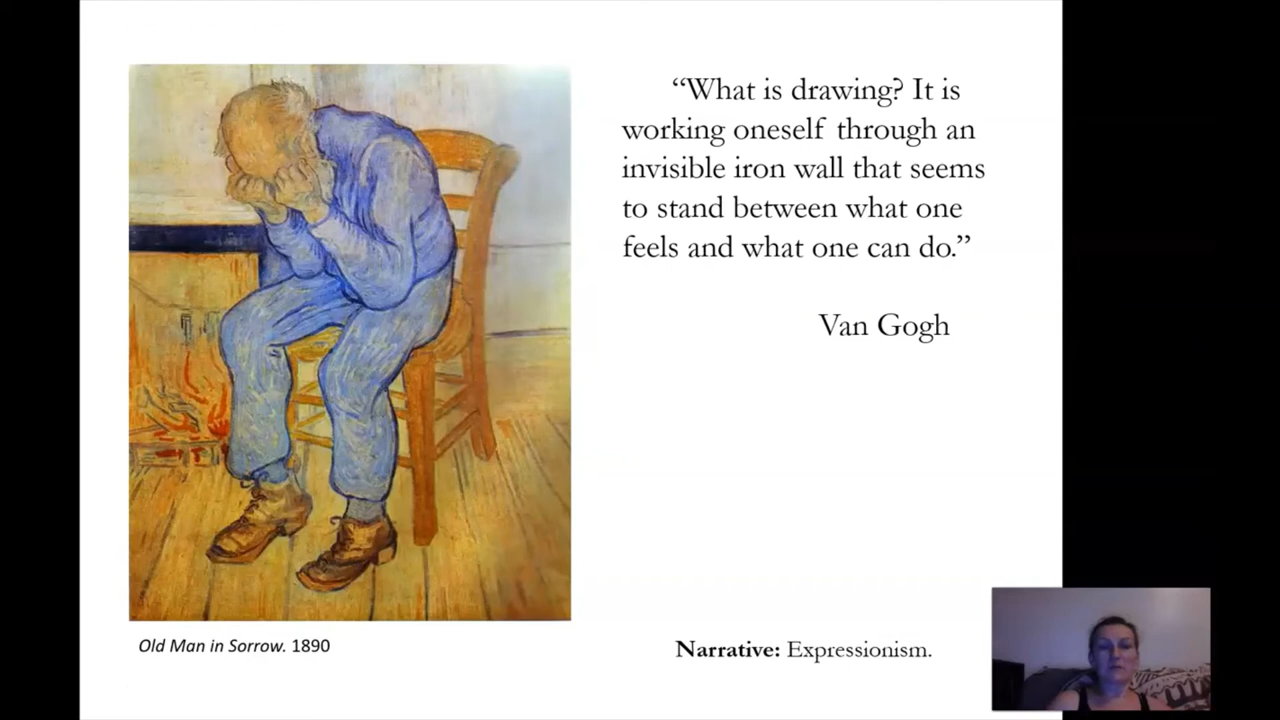 “What is drawing? It is
working oneself through an
invisible iron wall that seems
to stand between what one
feels and what one can do.”
Van Gogh
Old Man in Sorrow. 1890
Narrative: Expressionism.